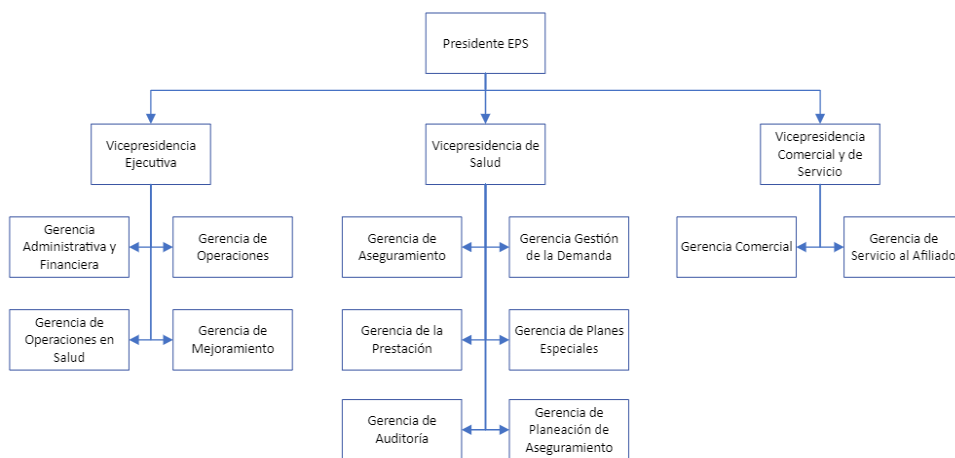 Presidente EPS
Vicepresidencia
Ejecutiva
Vicepresidencia de
Salud
Vicepresidencia
Comercial y de
Servicio
Gerencia
Administrativa y
Financiera
Gerencia de
Operaciones
Gerencia de
Aseguramiento
Gerencia Gestión
de la Demanda
Gerencia Comercial
Gerencia de
Servicio al Afiliado
Gerencia de
Operaciones en
Salud
Gerencia de
Mejoramiento
Gerencia de la
Prestación
Gerencia de Planes
Especiales
Gerencia de
Auditoría
Gerencia de
Planeación de
Aseguramiento